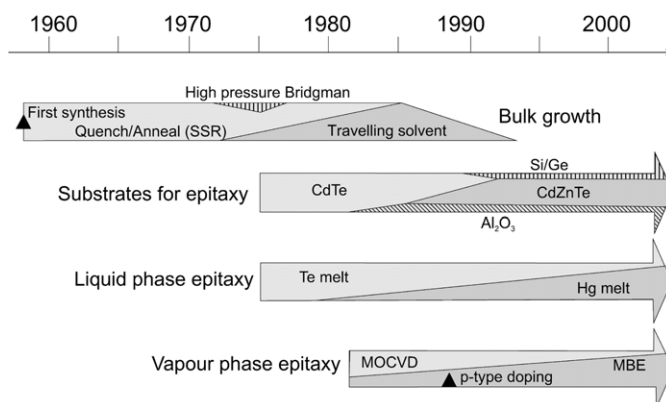 1960 1970 1980 1990 2000
High pressure Bridgman
First synthesis
Bulk growth
Quench/Anneal (SSR) Travelling solvent
Si/Ge
Substrates for epitaxy CdTe CdZnTe
Al₂O₃
Liquid phase epitaxy Te melt
Hg melt
Vapour phase epitaxy MOCVD MBE
p-type doping